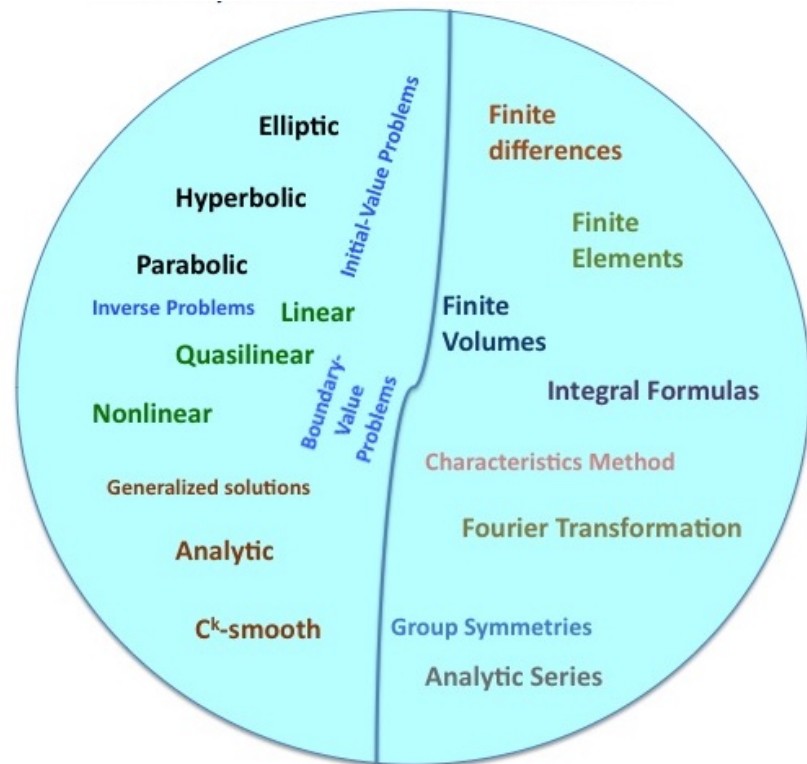 Elliptic
Hyperbolic
Parabolic
Initial-Value Problems
Inverse Problems
Linear
Quasilinear
Nonlinear
Boundary-
Value
Problems
Generalized solutions
Analytic
Cᵏ-smooth
Finite
differences
Finite
Elements
Finite
Volumes
Integral Formulas
Characteristics Method
Fourier Transformation
Group Symmetries
Analytic Series